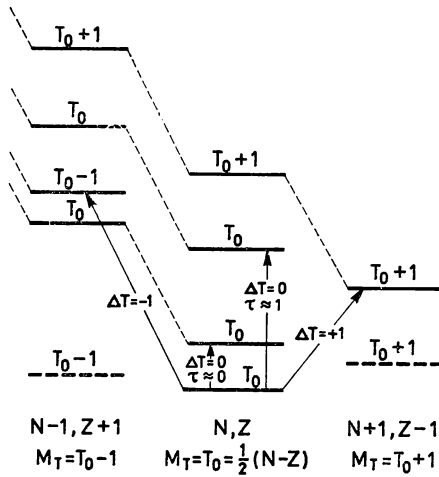 T₀+1
T₀
T₀-1
T₀
T₀-1
T₀+1
T₀
T₀
T₀
T₀+1
T₀+1
ΔT=-1
ΔT=0
τ≈0
ΔT=0
τ≈1
ΔT=+1
N-1, Z+1
M_T=T₀-1
N, Z
M_T=T₀=½(N-Z)
N+1, Z-1
M_T=T₀+1